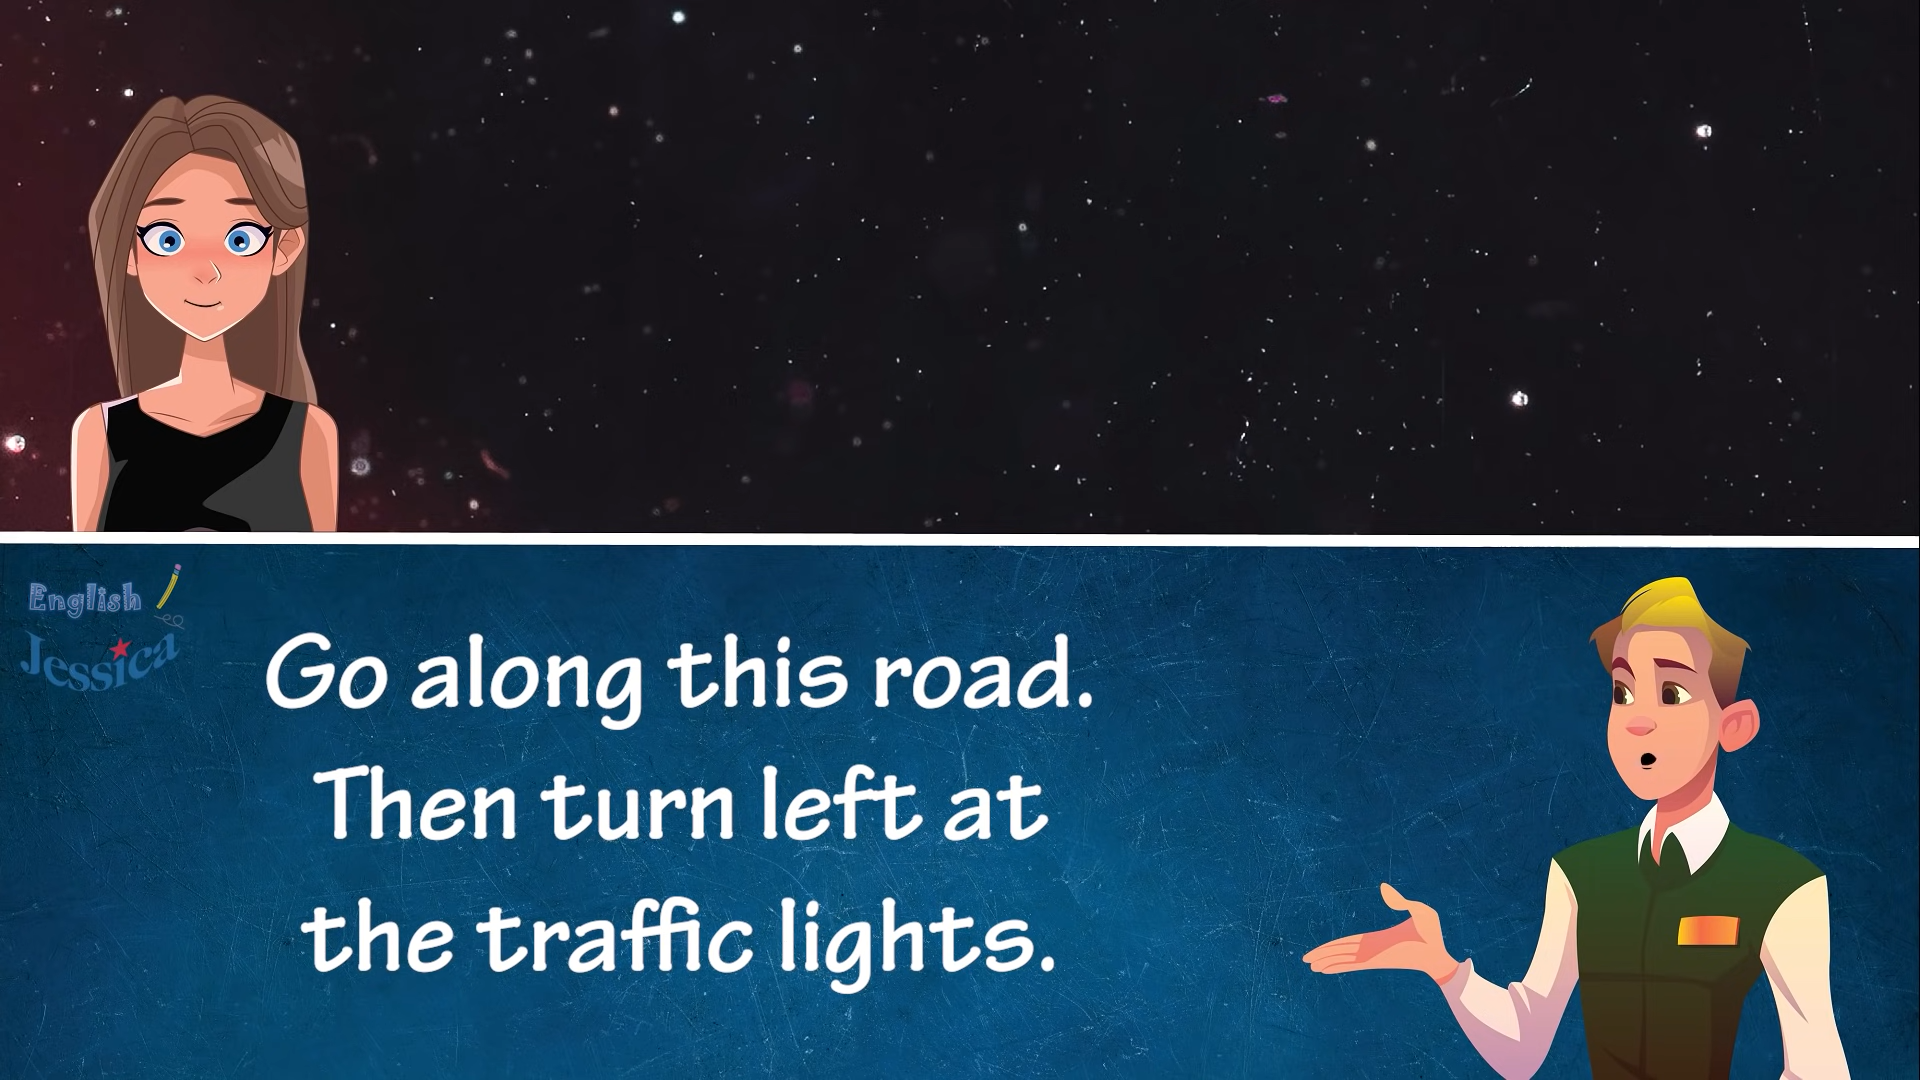 English
Jessica
Go along this road.
Then turn left at
the traffic lights.